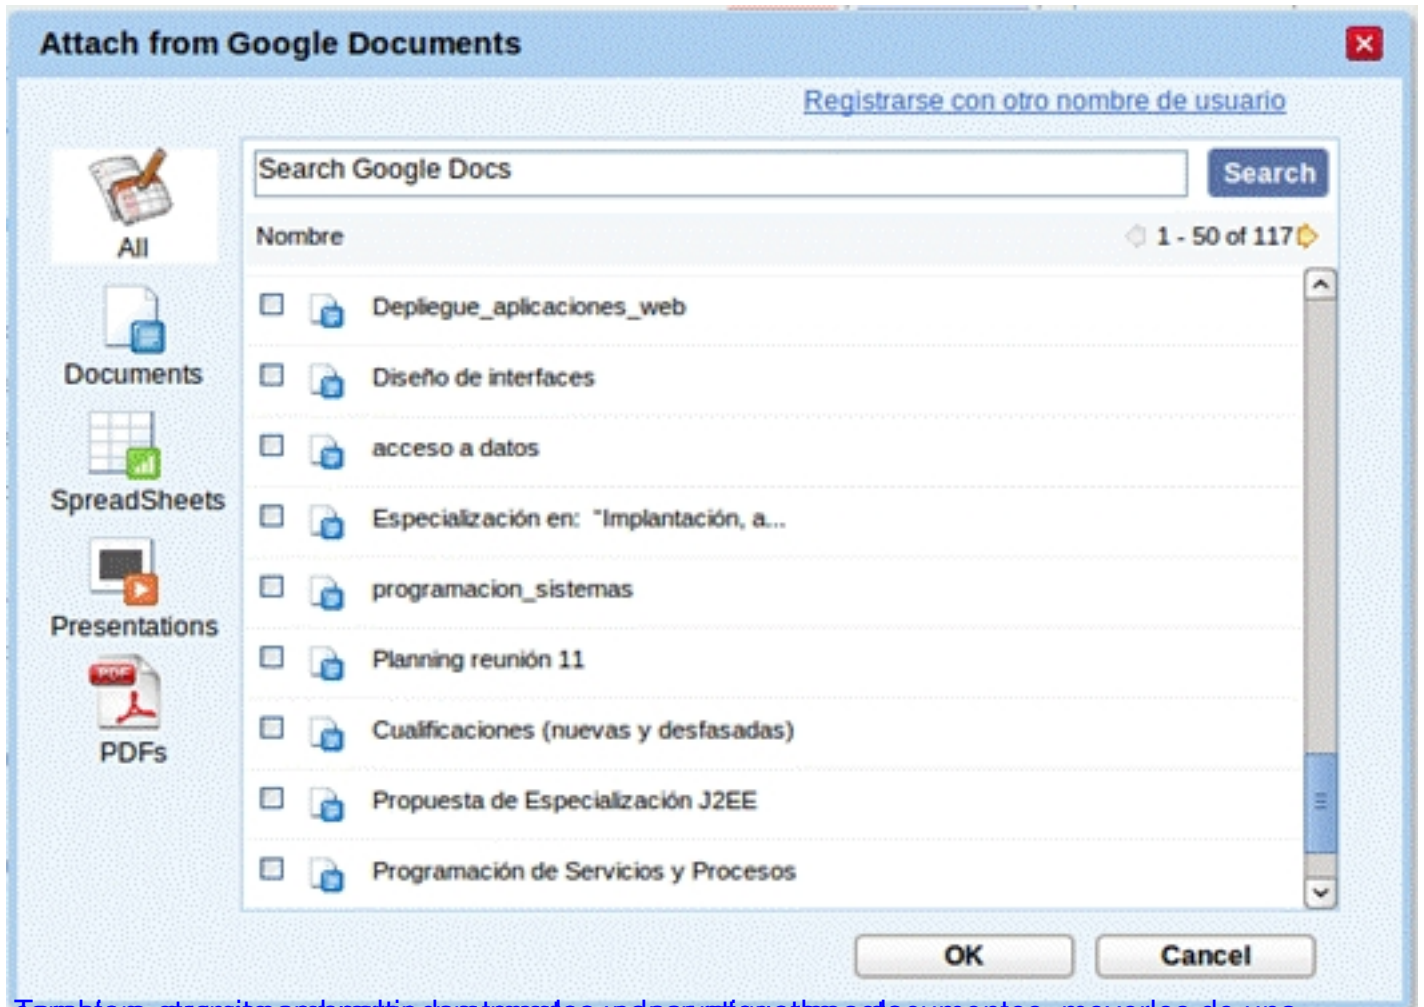 Attach from Google Documents
Registrarse con otro nombre de usuario
Search Google Docs
Search
All
Nombre
1 - 50 of 117
Depliegue_aplicaciones_web
Documents
Diseño de interfaces
acceso a datos
SpreadSheets
Especialización en: "Implantación, a...
programacion_sistemas
Presentations
Planning reunión 11
PDF
PDFs
Cualificaciones (nuevas y desfasadas)
Propuesta de Especialización J2EE
Programación de Servicios y Procesos
OK
Cancel